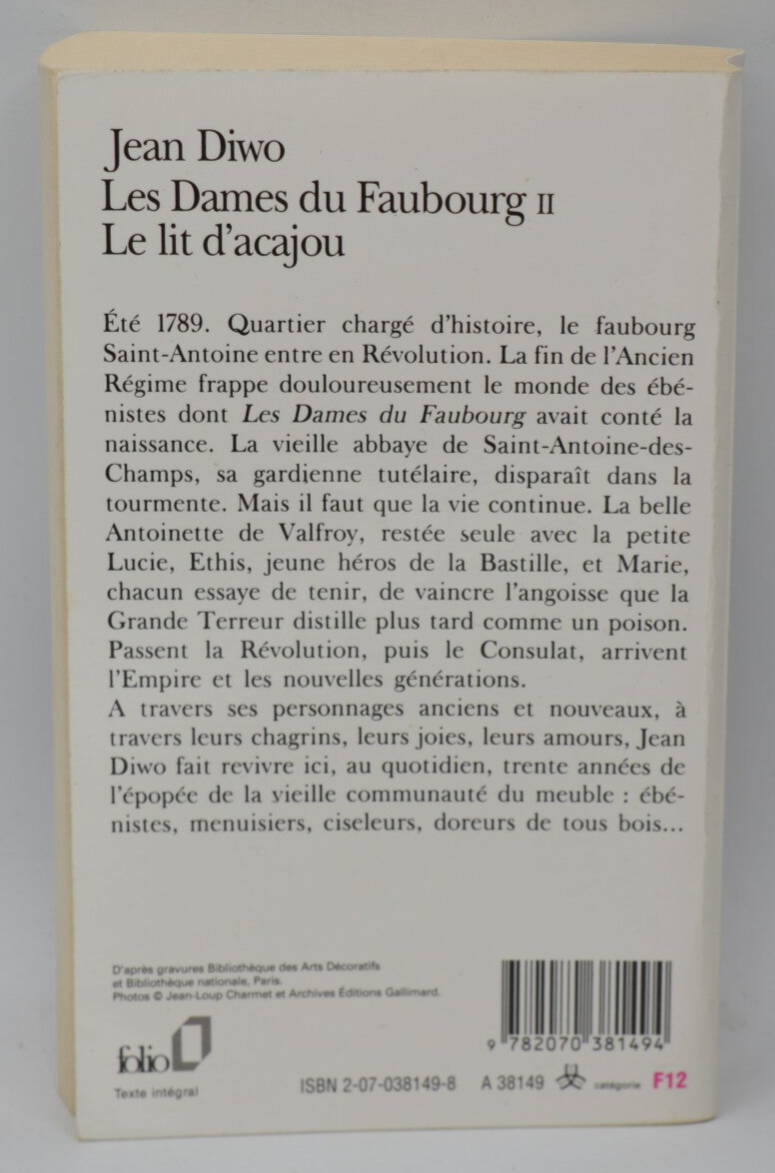 Jean Diwo
Les Dames du Faubourg II
Le lit d'acajou
Été 1789. Quartier chargé d'histoire, le faubourg
Saint-Antoine entre en Révolution. La fin de l'Ancien
Régime frappe douloureusement le monde des ébé-
nistes dont Les Dames du Faubourg avait conté la
naissance. La vieille abbaye de Saint-Antoine-des-
Champs, sa gardienne tutélaire, disparaît dans la
tourmente. Mais il faut que la vie continue. La belle
Antoinette de Valfroy, restée seule avec la petite
Lucie, Ethis, jeune héros de la Bastille, et Marie,
chacun essaye de tenir, de vaincre l'angoisse que la
Grande Terreur distille plus tard comme un poison.
Passent la Révolution, puis le Consulat, arrivent
l'Empire et les nouvelles générations.
A travers ses personnages anciens et nouveaux, à
travers leurs chagrins, leurs joies, leurs amours, Jean
Diwo fait revivre ici, au quotidien, trente années de
l'épopée de la vieille communauté du meuble : ébé-
nistes, menuisiers, ciseleurs, doreurs de tous bois...
D'après gravures Bibliothèque des Arts Décoratifs
et Bibliothèque nationale, Paris.
Photos © Jean-Loup Charmet et Archives Éditions Gallimard.
9 782070 381494
folio
Texte intégral
ISBN 2-07-038149-8 A 38149 catégorie F12